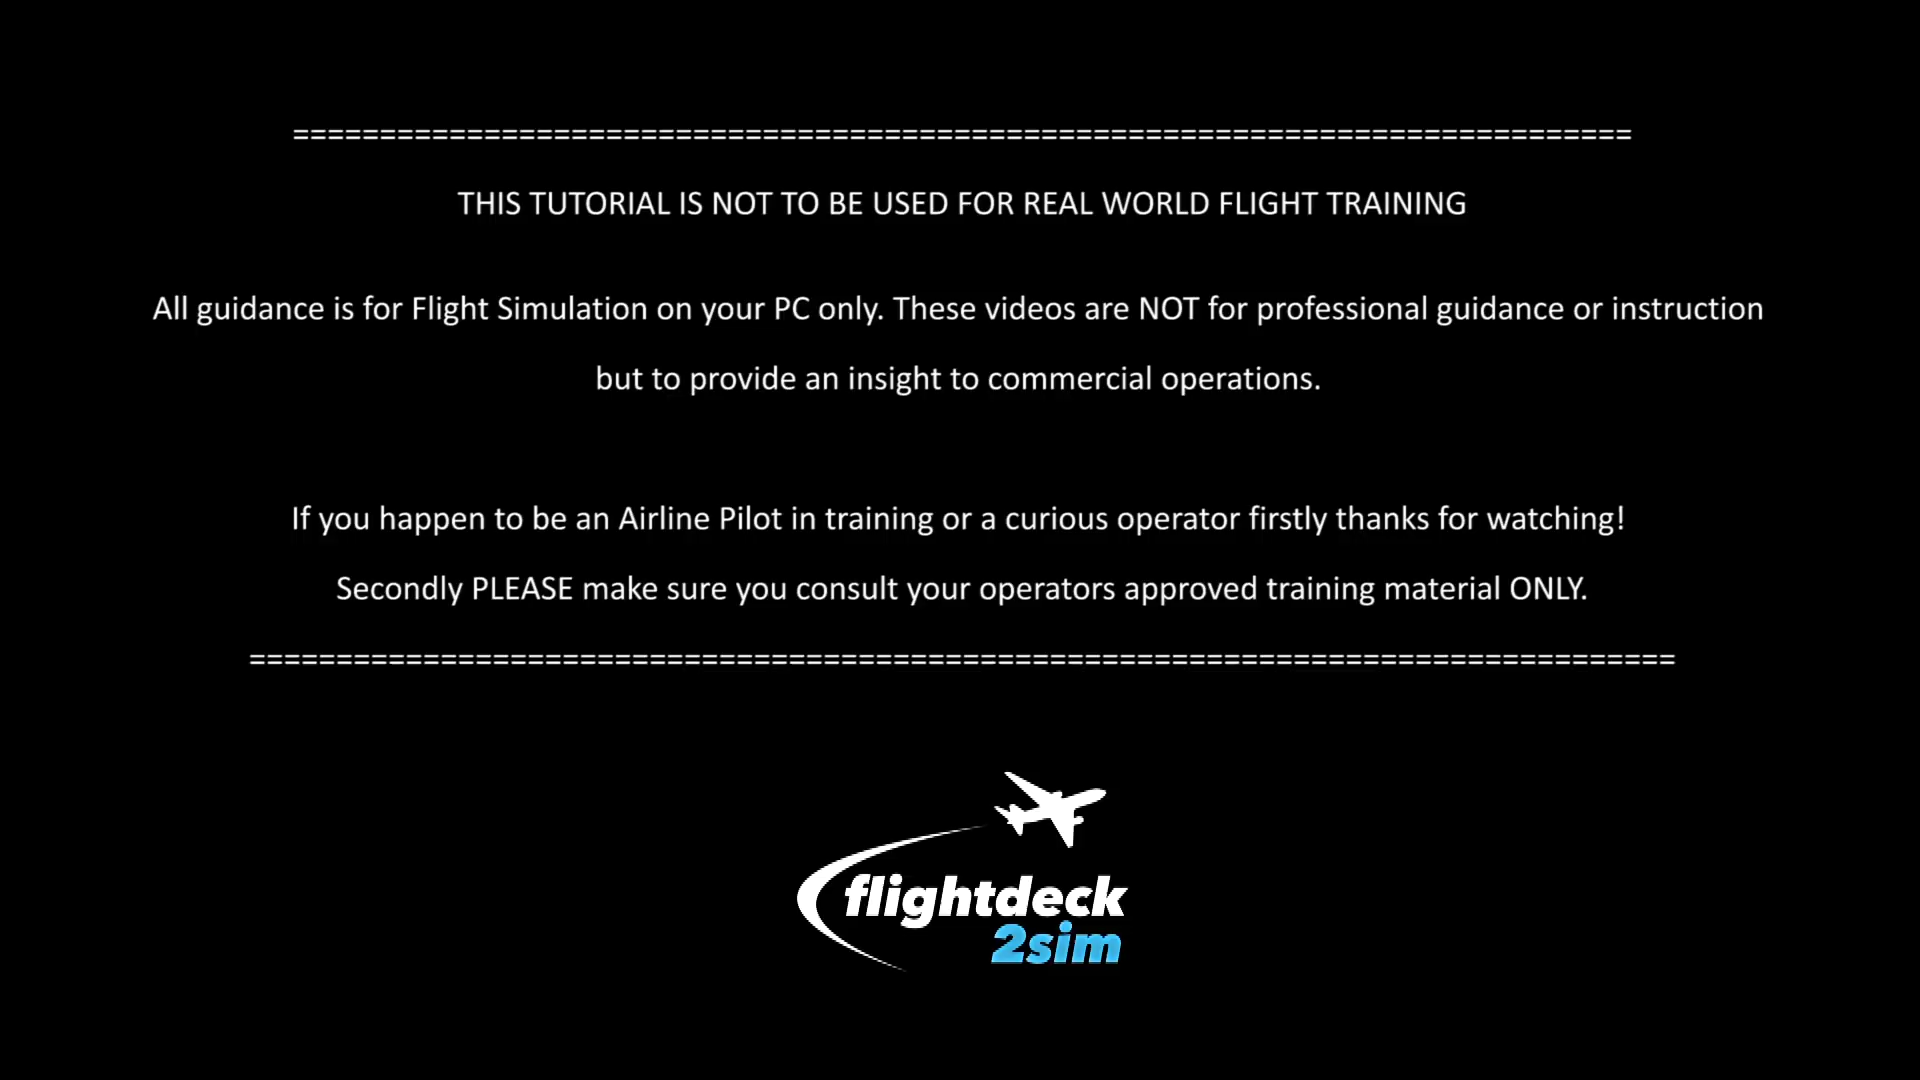 =============================================================================
THIS TUTORIAL IS NOT TO BE USED FOR REAL WORLD FLIGHT TRAINING
All guidance is for Flight Simulation on your PC only. These videos are NOT for professional guidance or instruction
but to provide an insight to commercial operations.
If you happen to be an Airline Pilot in training or a curious operator firstly thanks for watching!
Secondly PLEASE make sure you consult your operators approved training material ONLY.
==================================================================================
flightdeck
2sim